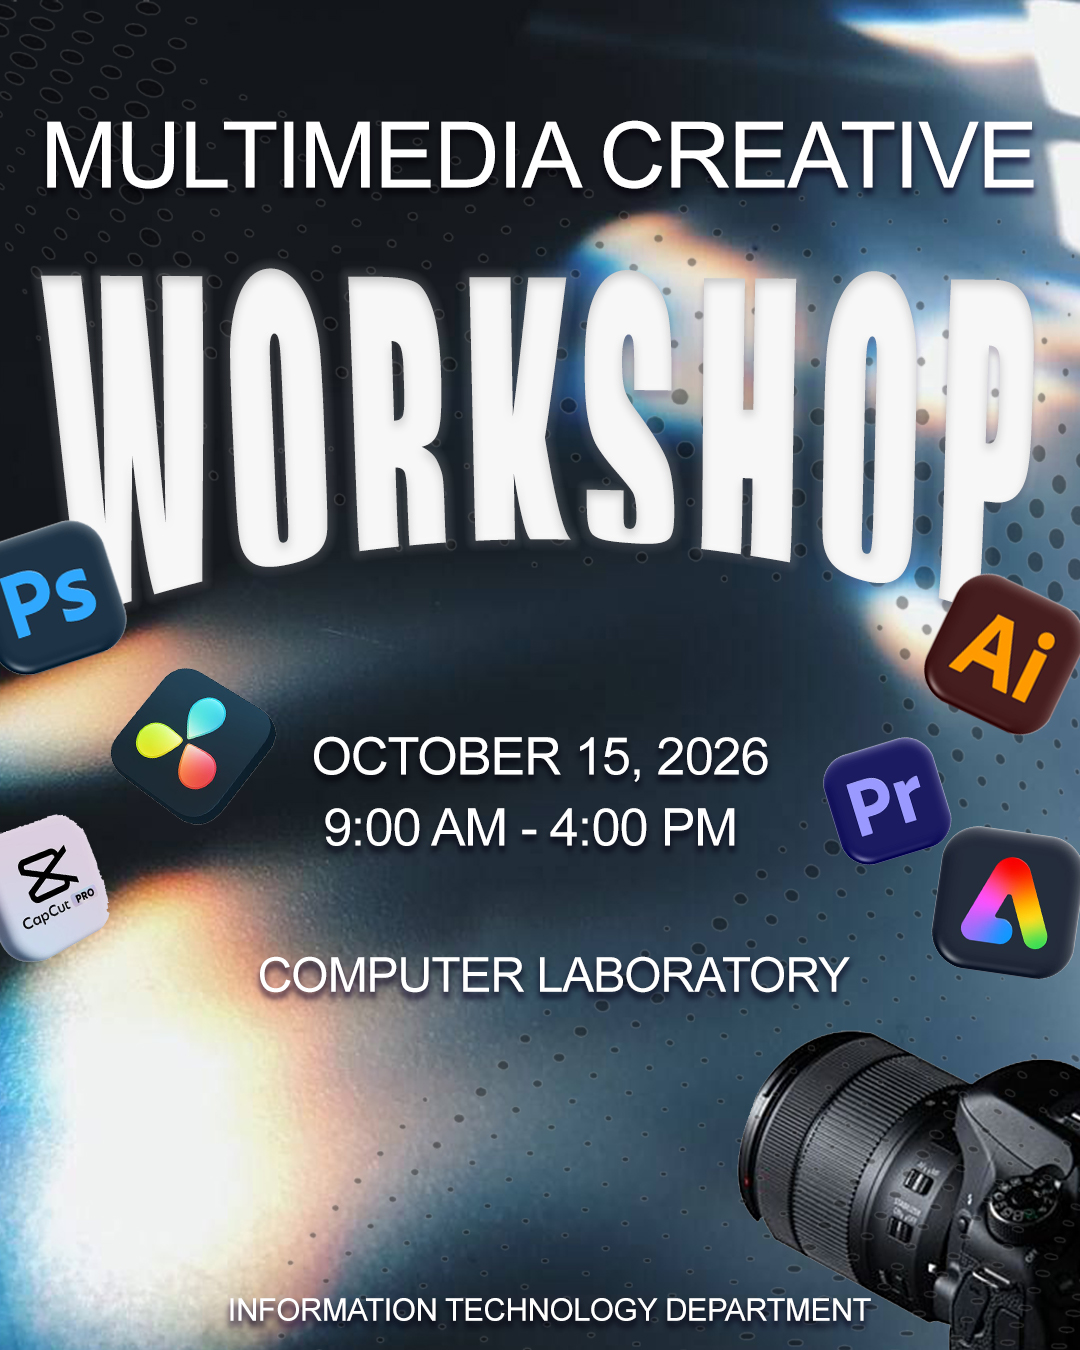 MULTIMEDIA CREATIVE
WORKSHOP
Ps
Ai
OCTOBER 15, 2026
Pr
9:00 AM - 4:00 PM
CapCut PRO
COMPUTER LABORATORY
INFORMATION TECHNOLOGY DEPARTMENT